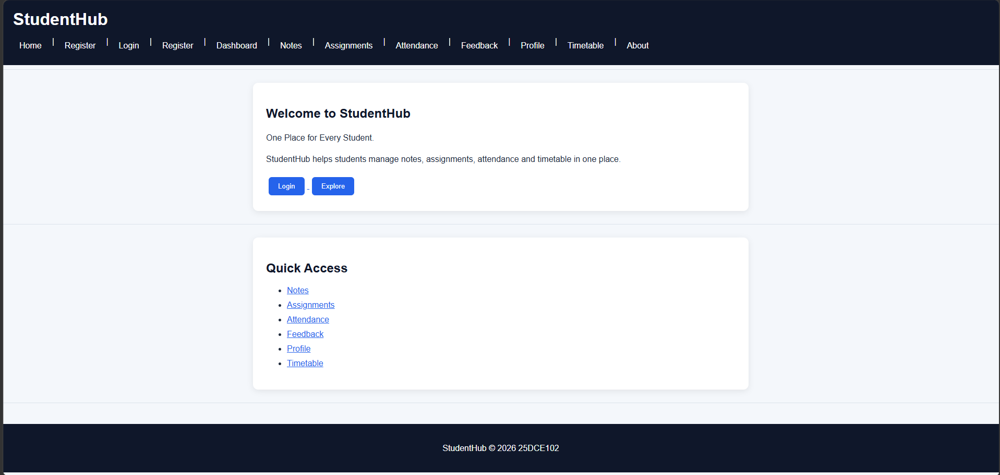 StudentHub
Home | Register | Login | Register | Dashboard | Notes | Assignments | Attendance | Feedback | Profile | Timetable | About
Welcome to StudentHub
One Place for Every Student.
StudentHub helps students manage notes, assignments, attendance and timetable in one place.
Login Explore
Quick Access
Notes
Assignments
Attendance
Feedback
Profile
Timetable
StudentHub © 2026 25DCE102